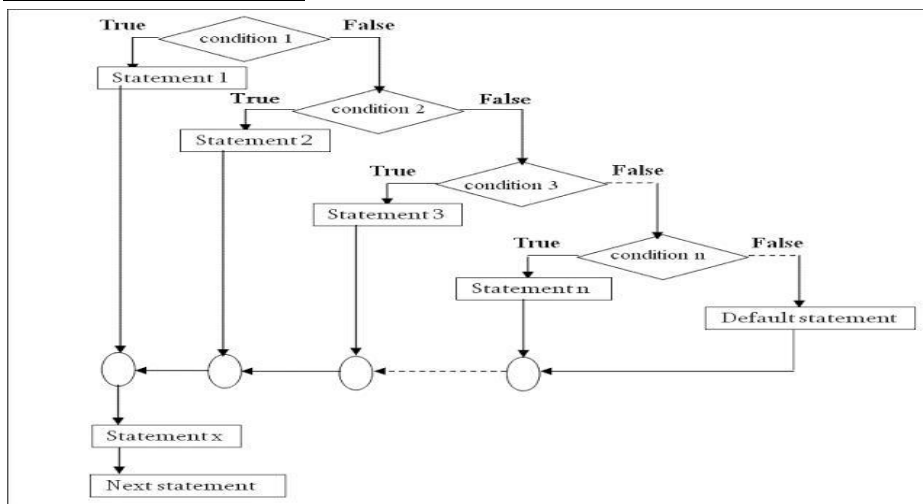 True
False
condition 1
Statement 1
True
False
condition 2
Statement 2
True
False
condition 3
Statement 3
True
False
condition n
Statement n
Default statement
Statement x
Next statement